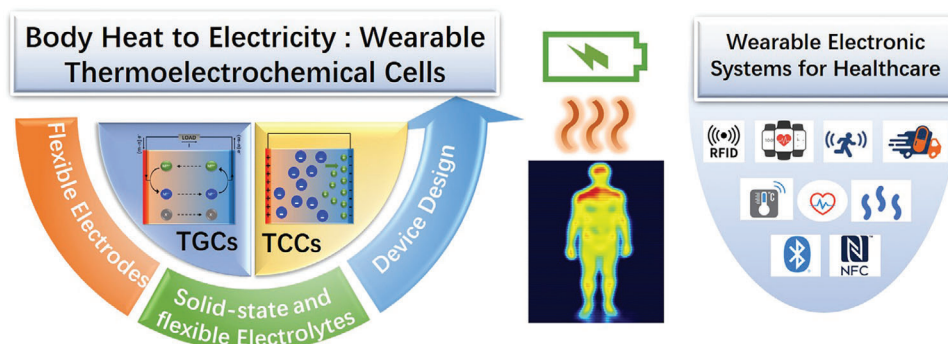 Body Heat to Electricity : Wearable
Thermoelectrochemical Cells
LOAD
TGCs
TCCs
Flexible Electrodes
Solid-state and
flexible Electrolytes
Device Design
Wearable Electronic
Systems for Healthcare
RFID
°C
NFC